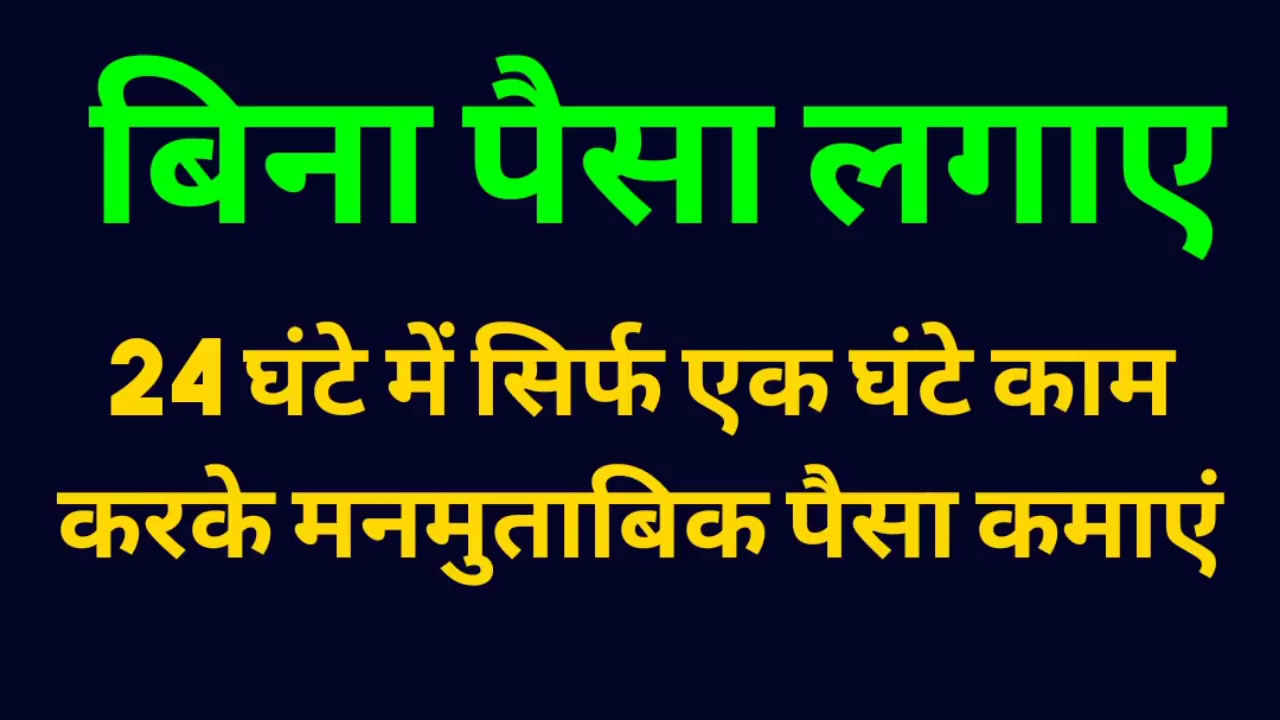 बिना पैसा लगाए
24 घंटे में सिर्फ एक घंटे काम
करके मनमुताबिक पैसा कमाएं